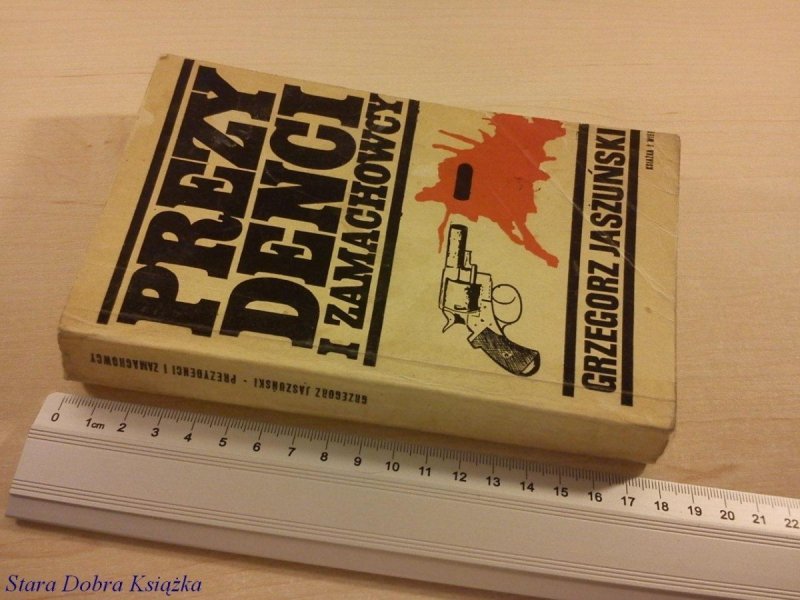 PREZY
DENCI
I ZAMACHOWCY
GRZEGORZ JASZUŃSKI
KSIĄŻKA I WIEDZA
GRZEGORZ JASZUŃSKI - PREZYDENCI I ZAMACHOWCY
0 1cm 2 3 4 5 6 7 8 9 10 11 12 13 14 15 16 17 18 19 20 21 22
Stara Dobra Książka